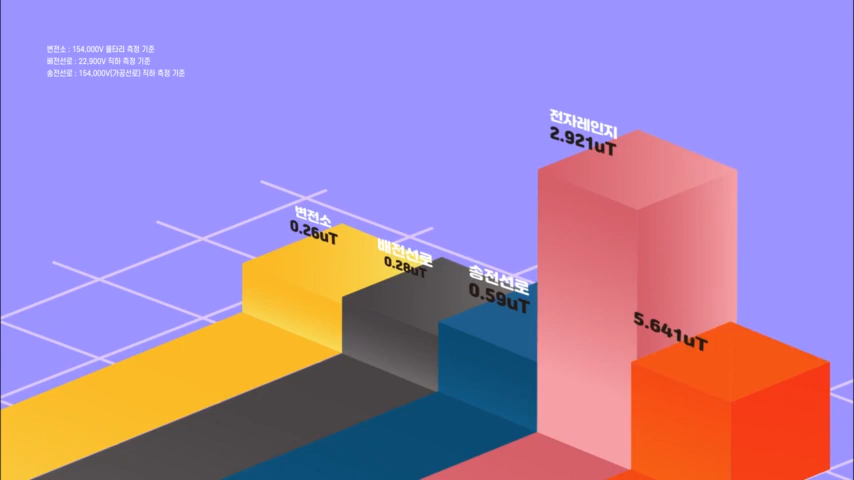 변전소 : 154,000V 울타리 측정 기준
배전선로 : 22,900V 직하 측정 기준
송전선로 : 154,000V(가공선로) 직하 측정 기준
전자레인지
2.921uT
변전소
0.26uT
배전선로
0.28uT
송전선로
0.59uT
5.641uT